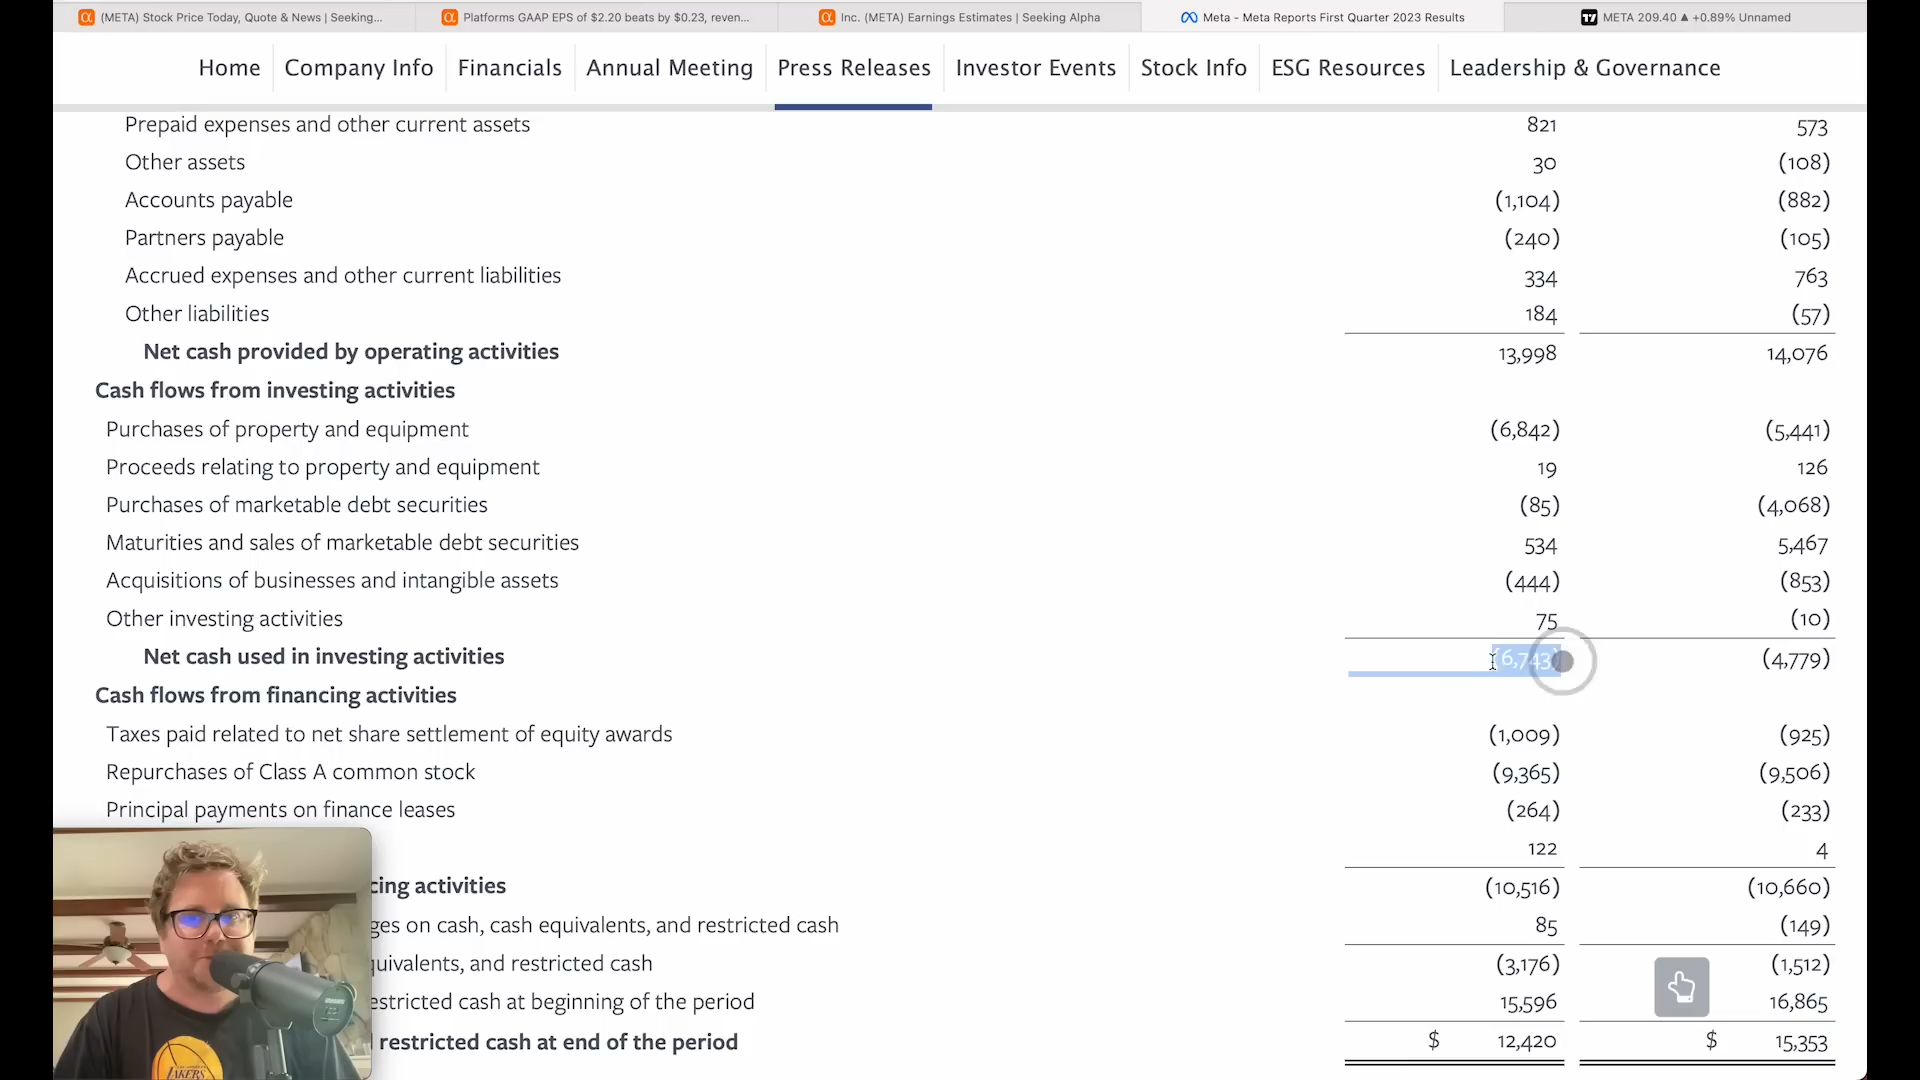 (META) Stock Price Today, Quote & News | Seeking...
Platforms GAAP EPS of $2.20 beats by $0.23, reven...
Inc. (META) Earnings Estimates | Seeking Alpha
Meta - Meta Reports First Quarter 2023 Results
META 209.40 ▲ +0.89% Unnamed
Home Company Info Financials Annual Meeting Press Releases Investor Events Stock Info ESG Resources Leadership & Governance
Prepaid expenses and other current assets 821 573
Other assets 30 (108)
Accounts payable (1,104) (882)
Partners payable (240) (105)
Accrued expenses and other current liabilities 334 763
Other liabilities 184 (57)
Net cash provided by operating activities 13,998 14,076
Cash flows from investing activities
Purchases of property and equipment (6,842) (5,441)
Proceeds relating to property and equipment 19 126
Purchases of marketable debt securities (85) (4,068)
Maturities and sales of marketable debt securities 534 5,467
Acquisitions of businesses and intangible assets (444) (853)
Other investing activities 75 (10)
Net cash used in investing activities (6,743) (4,779)
Cash flows from financing activities
Taxes paid related to net share settlement of equity awards (1,009) (925)
Repurchases of Class A common stock (9,365) (9,506)
Principal payments on finance leases (264) (233)
122 4
cing activities (10,516) (10,660)
ges on cash, cash equivalents, and restricted cash 85 (149)
quivalents, and restricted cash (3,176) (1,512)
estricted cash at beginning of the period 15,596 16,865
restricted cash at end of the period $ 12,420 $ 15,353
LAKERS